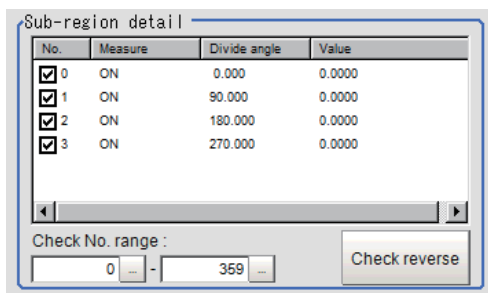 Sub-region detail
No. Measure Divide angle Value
0 ON 0.000 0.0000
1 ON 90.000 0.0000
2 ON 180.000 0.0000
3 ON 270.000 0.0000
Check No. range :
0 ... - 359 ...
Check reverse